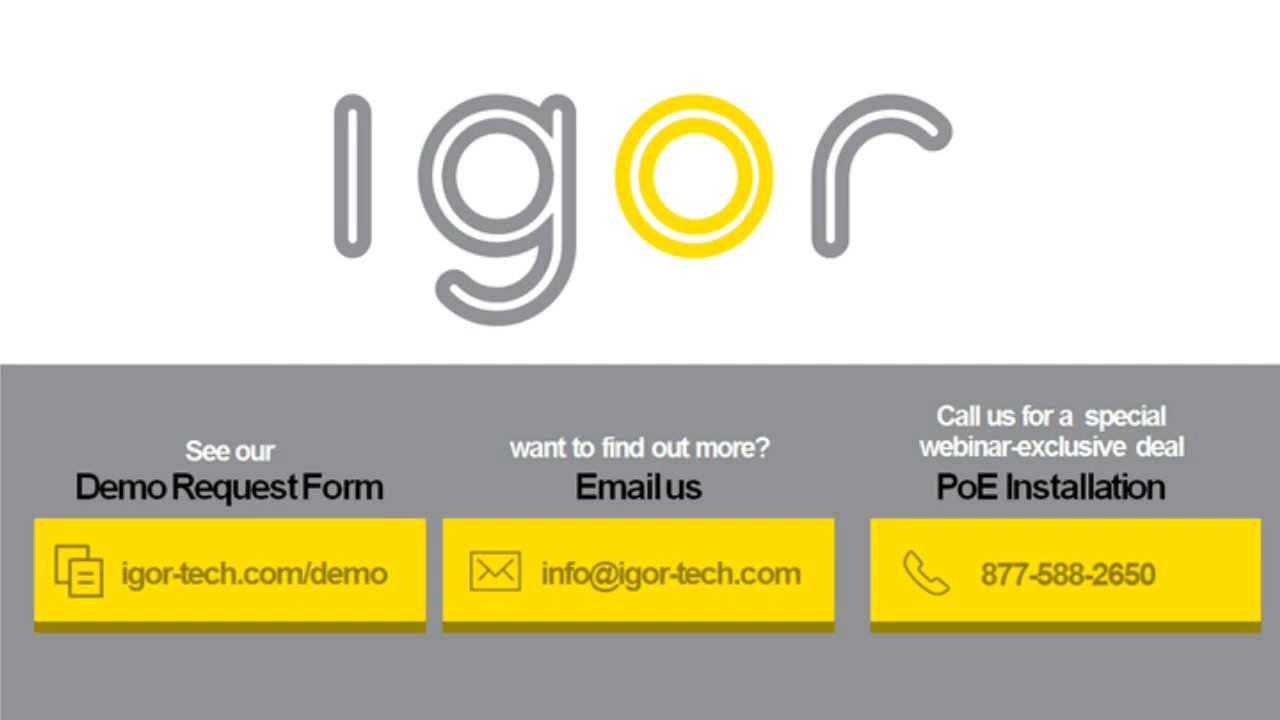 igor
See our
Demo Request Form
igor-tech.com/demo
want to find out more?
Email us
info@igor-tech.com
Call us for a special
webinar-exclusive deal
PoE Installation
877-588-2650